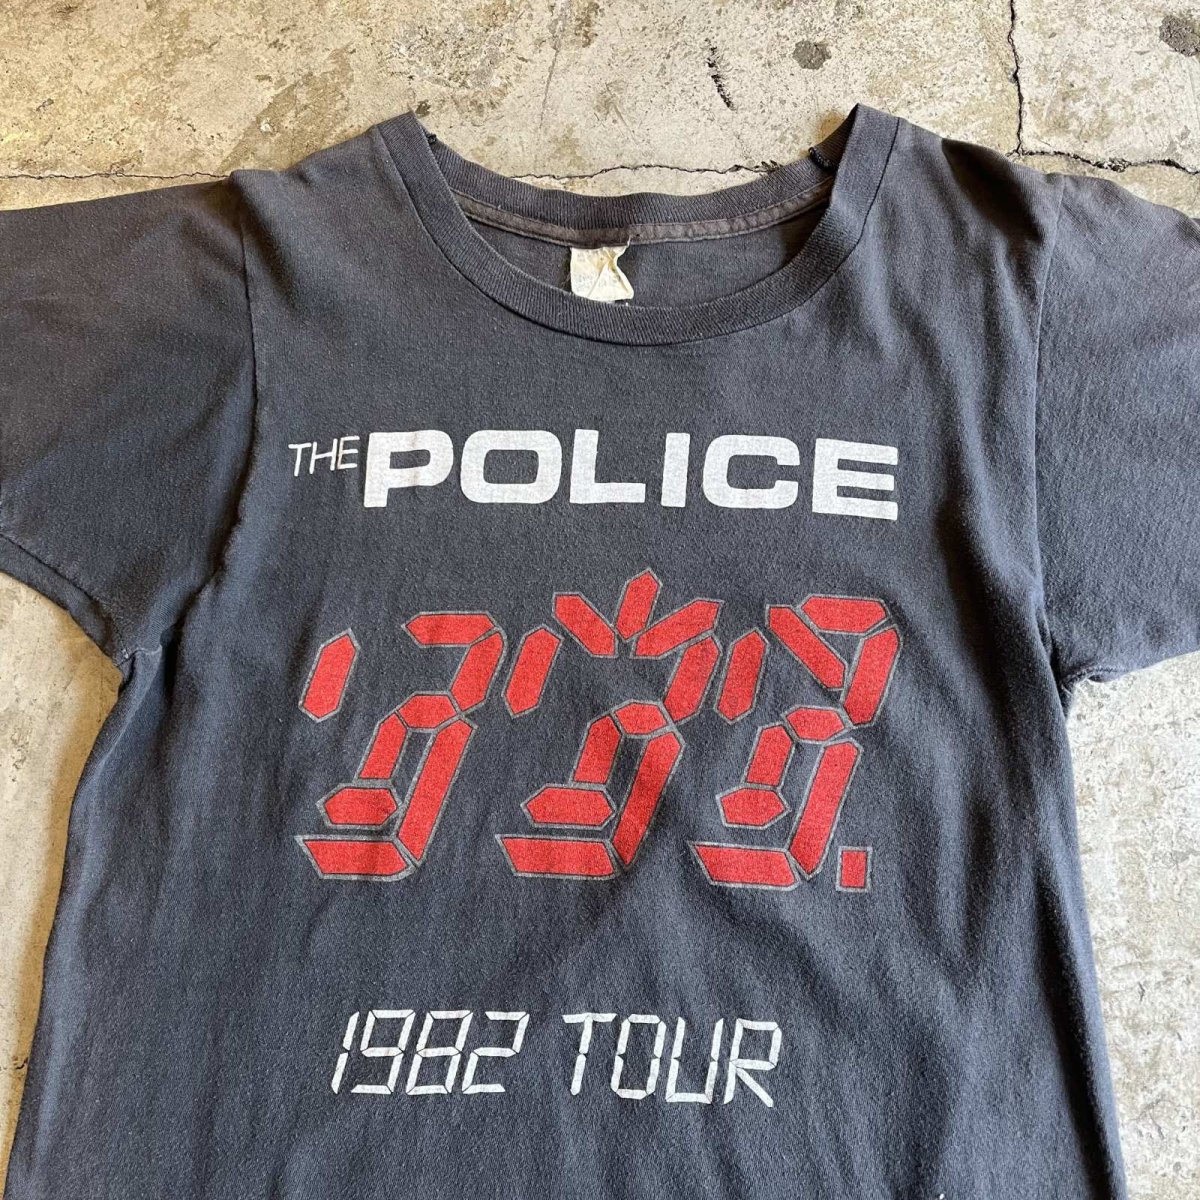 THE POLICE
1982 TOUR